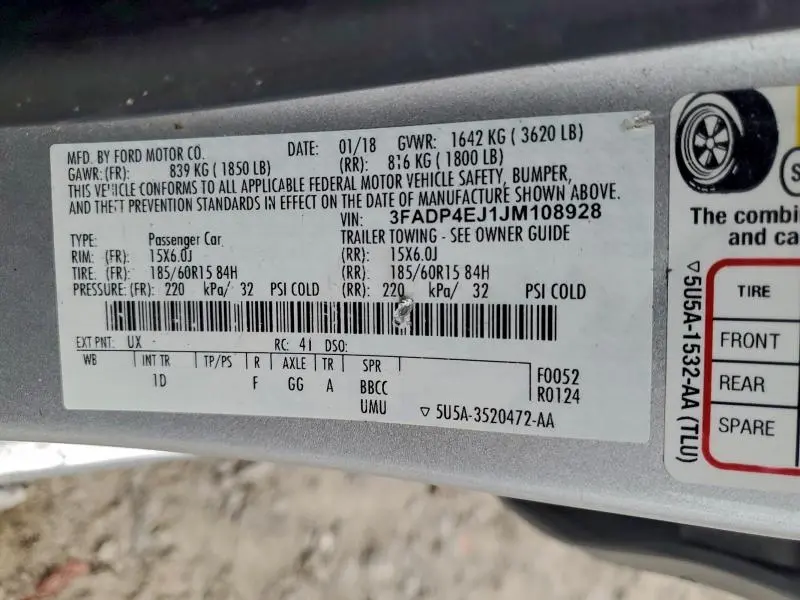 MFD. BY FORD MOTOR CO.
DATE: 01/18 GVWR: 1642 KG ( 3620 LB)
GAWR:(FR): 839 KG ( 1850 LB) (RR): 816 KG ( 1800 LB)
THIS VEHICLE CONFORMS TO ALL APPLICABLE FEDERAL MOTOR VEHICLE SAFETY, BUMPER,
AND THEFT PREVENTION STANDARDS IN EFFECT ON THE DATE OF MANUFACTURE SHOWN ABOVE.
VIN: 3FADP4EJ1JM108928
TYPE: Passenger Car TRAILER TOWING - SEE OWNER GUIDE
RIM: (FR): 15X6.0J (RR): 15X6.0J
TIRE. (FR): 185/60R15 84H (RR): 185/60R15 84H
PRESSURE: (FR): 220 kPa/ 32 PSI COLD (RR): 220 kPa/ 32 PSI COLD
EXT PNT: UX - RC: 41 DSO:
WB INT TR TP/PS R AXLE TR SPR F0052
1D F GG A BBCC R0124
UMU ▽ 5U5A-3520472-AA
The combi
and ca
▽ 5U5A-1532-AA (TLU)
TIRE
FRONT
REAR
SPARE